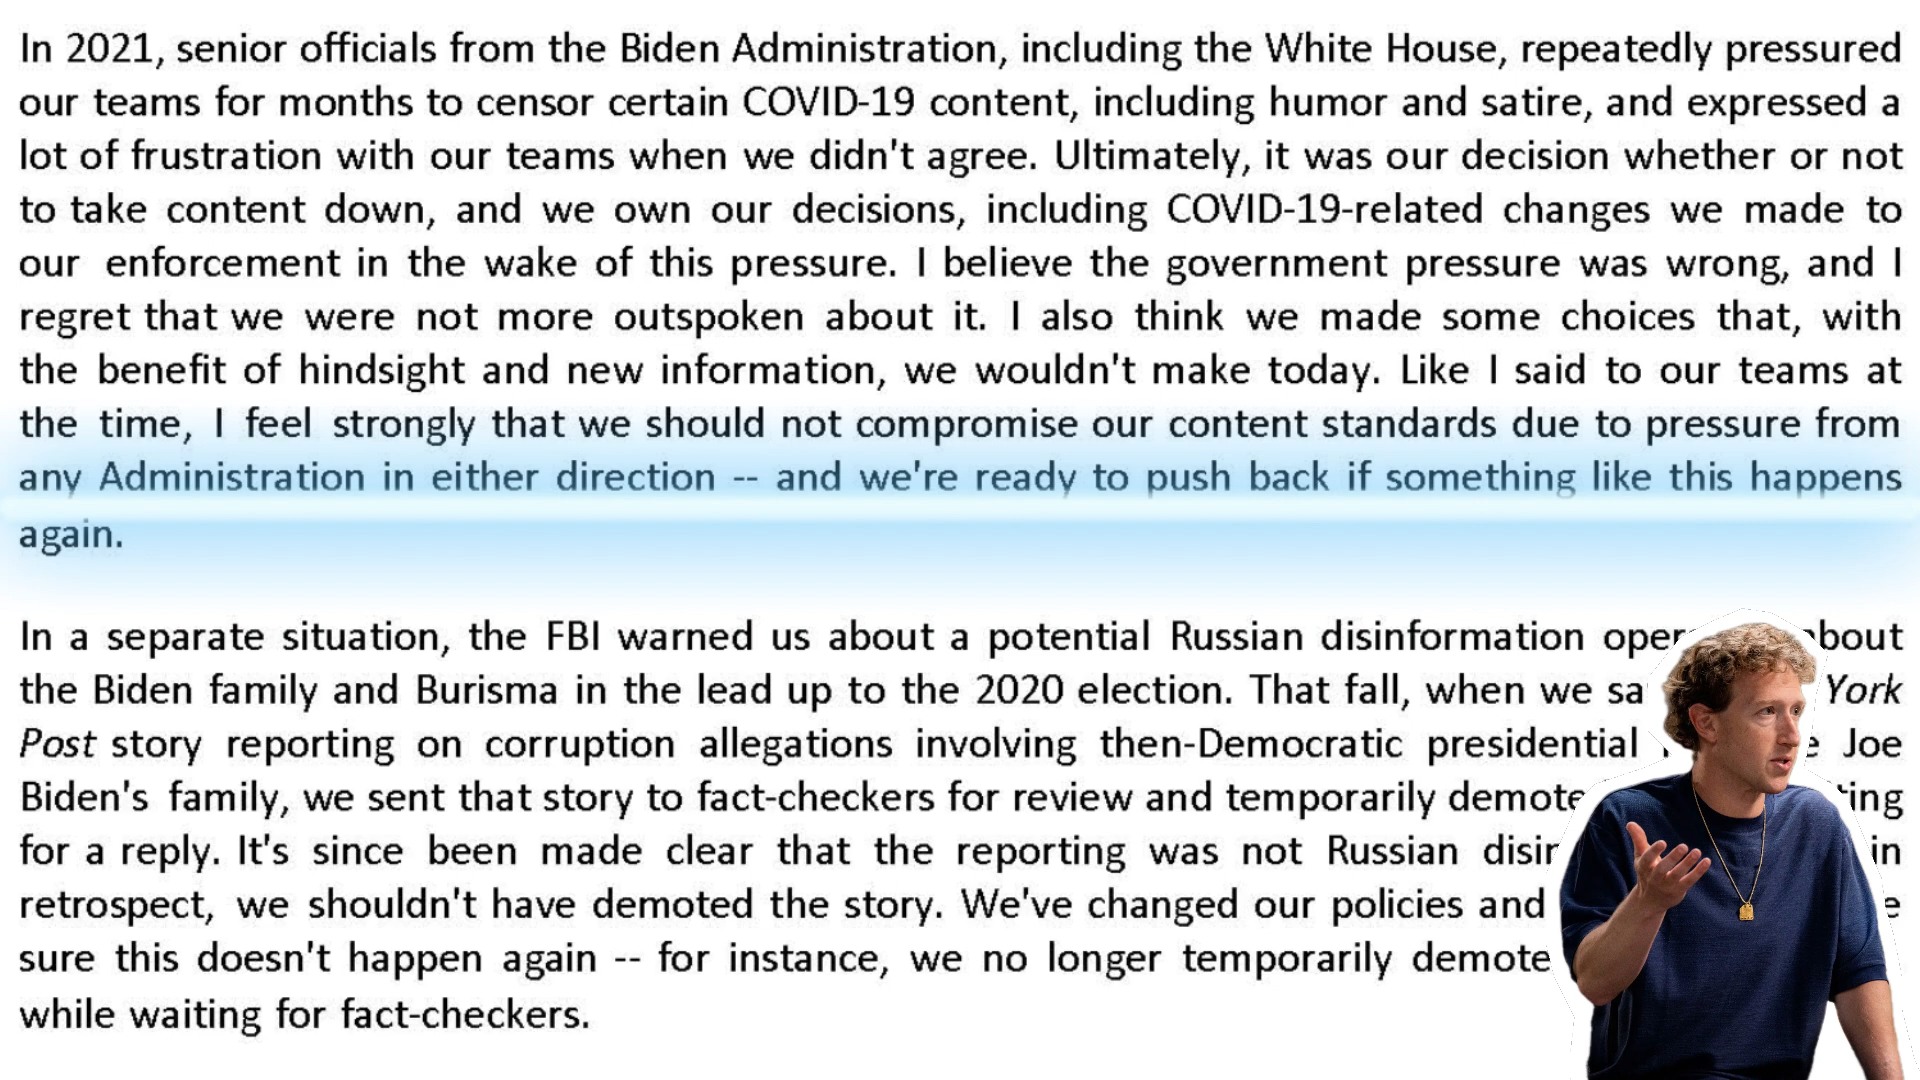 In 2021, senior officials from the Biden Administration, including the White House, repeatedly pressured
our teams for months to censor certain COVID-19 content, including humor and satire, and expressed a
lot of frustration with our teams when we didn't agree. Ultimately, it was our decision whether or not
to take content down, and we own our decisions, including COVID-19-related changes we made to
our enforcement in the wake of this pressure. I believe the government pressure was wrong, and I
regret that we were not more outspoken about it. I also think we made some choices that, with
the benefit of hindsight and new information, we wouldn't make today. Like I said to our teams at
the time, I feel strongly that we should not compromise our content standards due to pressure from
any Administration in either direction -- and we're ready to push back if something like this happens
again.
In a separate situation, the FBI warned us about a potential Russian disinformation about
the Biden family and Burisma in the lead up to the 2020 election. That fall, when we York
Post story reporting on corruption allegations involving then-Democratic presidential Joe
Biden's family, we sent that story to fact-checkers for review and temporarily
for a reply. It's since been made clear that the reporting was not Russian in
retrospect, we shouldn't have demoted the story. We've changed our policies and
sure this doesn't happen again -- for instance, we no longer temporarily demote
while waiting for fact-checkers.